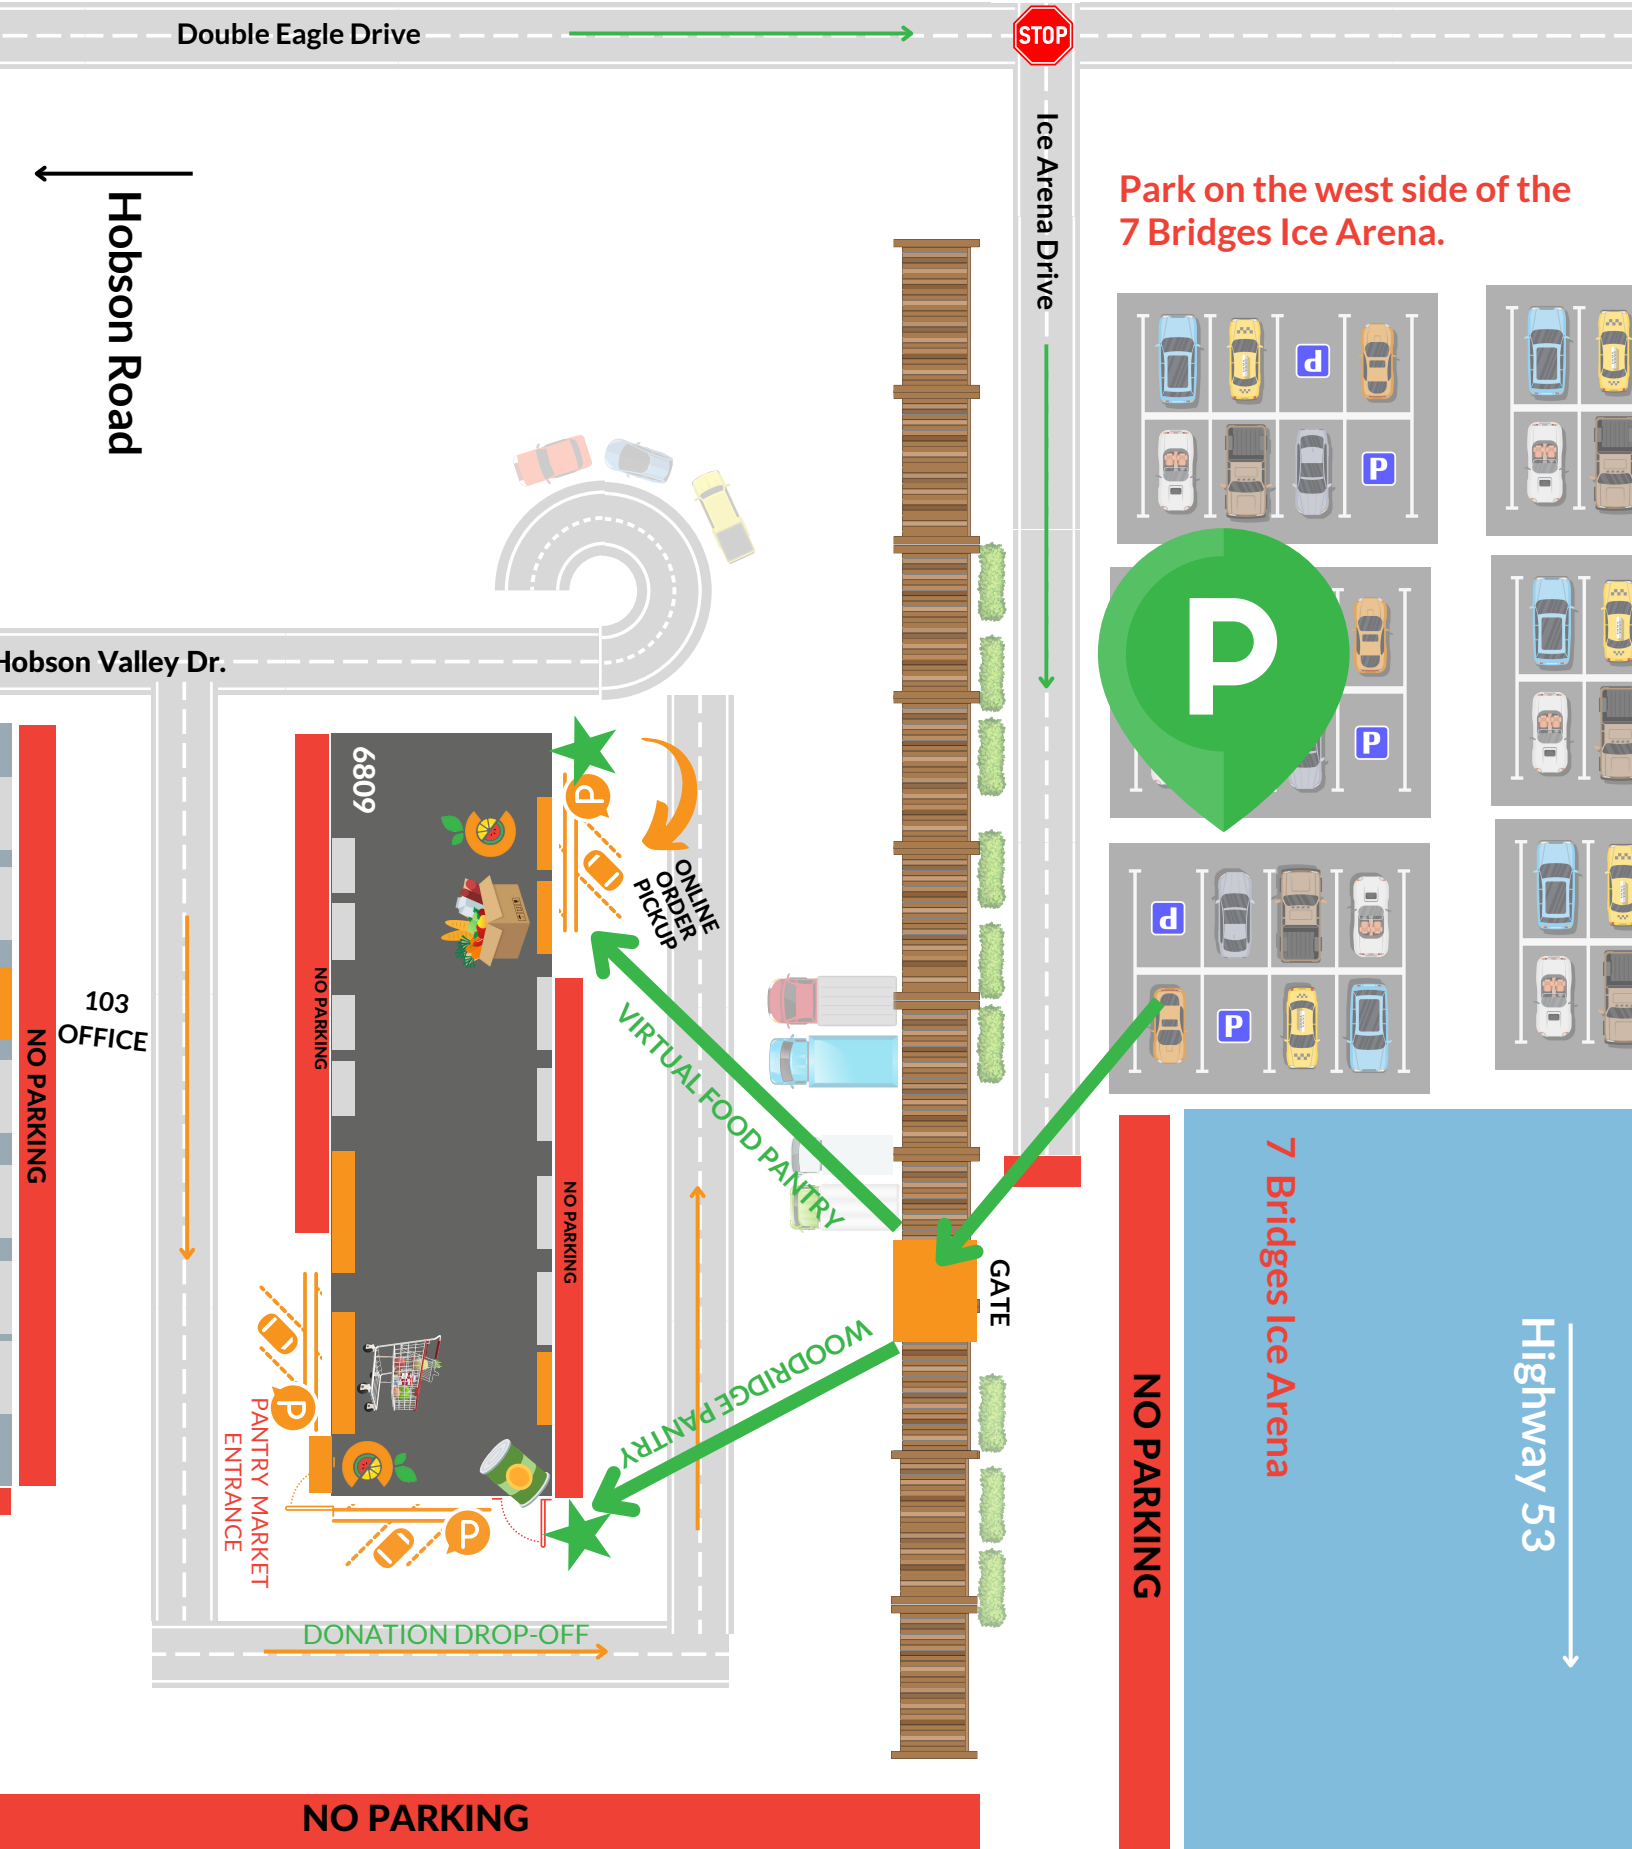 Double Eagle Drive
STOP
Ice Arena Drive
Hobson Road
Park on the west side of the
7 Bridges Ice Arena.
P
P
P
P
P
P
Hobson Valley Dr.
6809
P
ONLINE
ORDER
PICKUP
NO PARKING
103
OFFICE
NO PARKING
NO PARKING
VIRTUAL FOOD PANTRY
GATE
WOODRIDGE PANTRY
7 Bridges Ice Arena
Highway 53
NO PARKING
P
PANTRY MARKET
ENTRANCE
P
DONATION DROP-OFF
NO PARKING